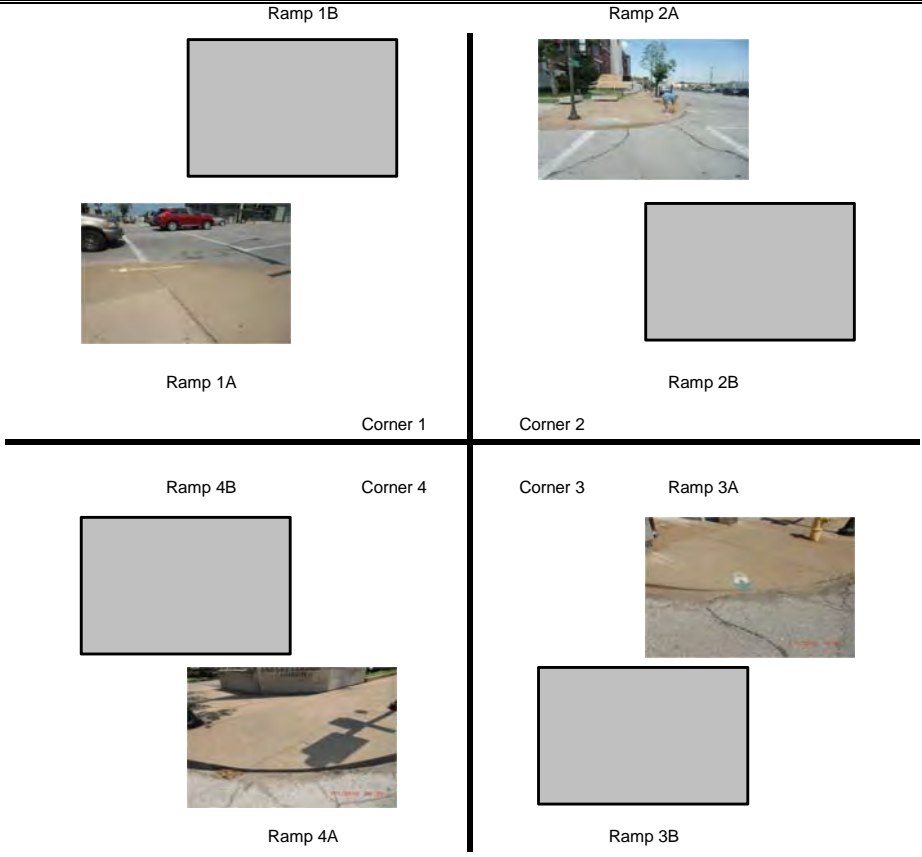 Ramp 1B
Ramp 2A
Ramp 1A
Ramp 2B
Corner 1
Corner 2
Ramp 4B
Corner 4
Corner 3
Ramp 3A
Ramp 4A
Ramp 3B